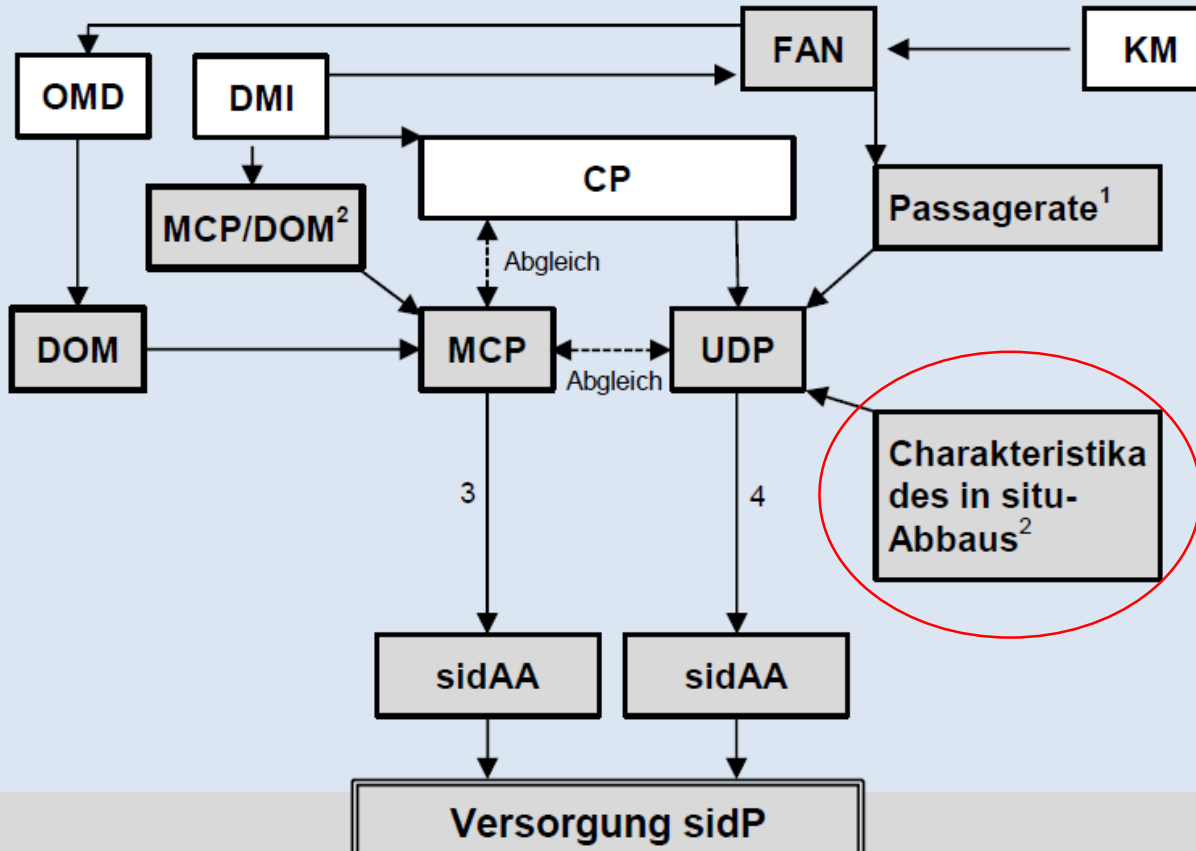 FAN
KM
OMD
DMI
CP
MCP/DOM²
Passagerate¹
Abgleich
DOM
MCP
UDP
Abgleich
Charakteristika
des in situ-
Abbaus²
3
4
sidAA
sidAA
Versorgung sidP